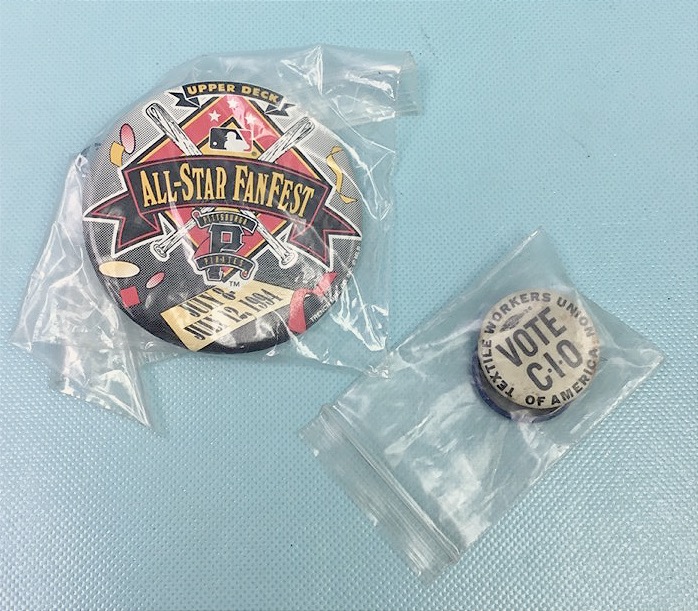 UPPER DECK
ALL-STAR FANFEST
PITTSBURGH
P
PIRATES
TM
JULY 8-
JULY 12, 1994
TEXTILE WORKERS UNION
OF AMERICA
VOTE
C·I·O